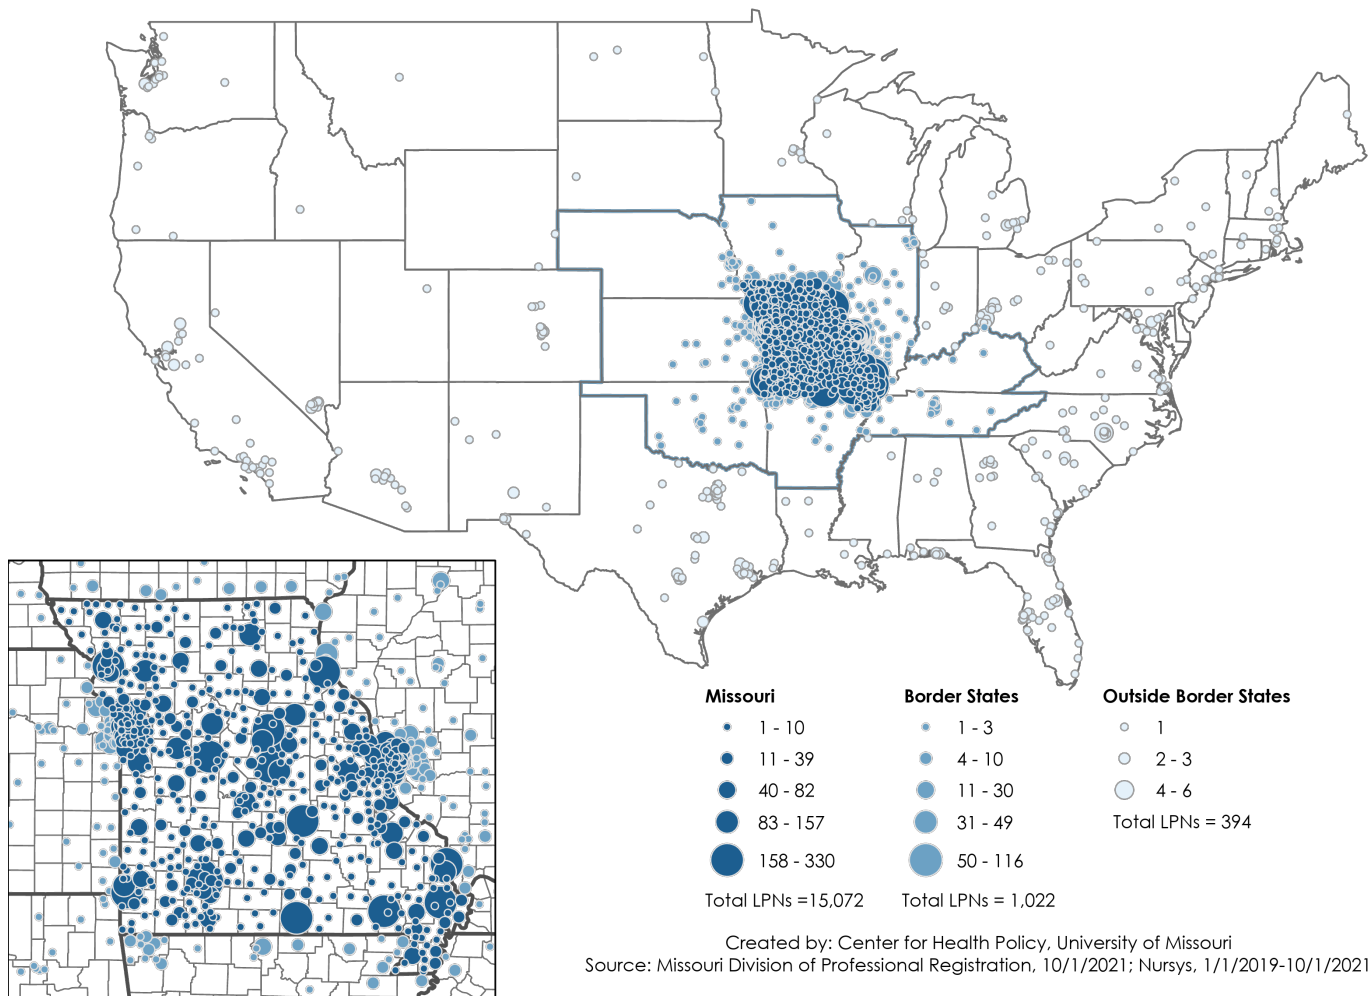 Missouri
1 - 10
11 - 39
40 - 82
83 - 157
158 - 330
Total LPNs =15,072
Border States
1 - 3
4 - 10
11 - 30
31 - 49
50 - 116
Total LPNs = 1,022
Outside Border States
1
2 - 3
4 - 6
Total LPNs = 394
Created by: Center for Health Policy, University of Missouri
Source: Missouri Division of Professional Registration, 10/1/2021; Nursys, 1/1/2019-10/1/2021